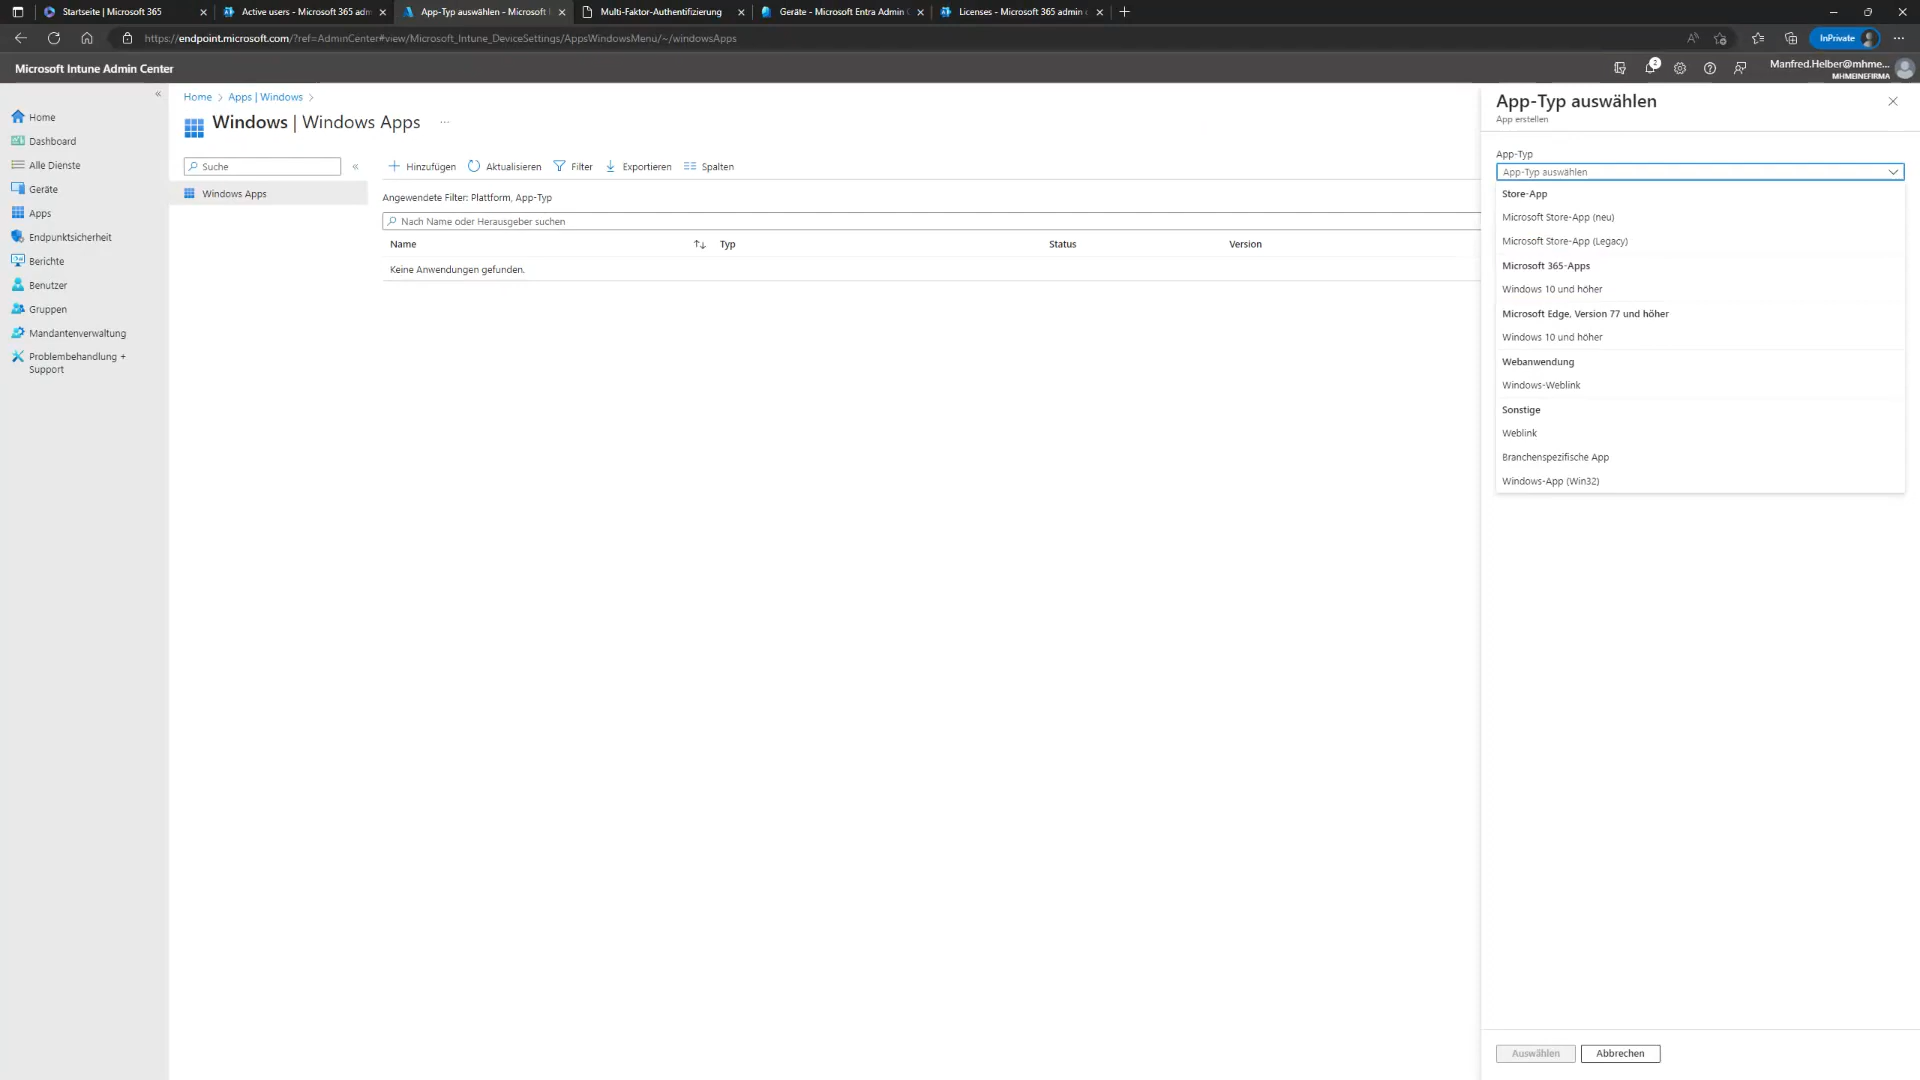 Startseite | Microsoft 365
Active users - Microsoft 365 adm
App-Typ auswählen - Microsoft I
Multi-Faktor-Authentifizierung
Geräte - Microsoft Entra Admin C
Licenses - Microsoft 365 admin c
https://endpoint.microsoft.com/?ref=AdminCenter#view/Microsoft_Intune_DeviceSettings/AppsWindowsMenu/~/windowsApps
InPrivate
Microsoft Intune Admin Center
2
Manfred.Helber@mhme...
MHMEINEFIRMA
Home
Dashboard
Alle Dienste
Geräte
Apps
Endpunktsicherheit
Berichte
Benutzer
Gruppen
Mandantenverwaltung
Problembehandlung +
Support
Home > Apps | Windows >
Windows | Windows Apps ...
Suche
Windows Apps
Hinzufügen
Aktualisieren
Filter
Exportieren
Spalten
Angewendete Filter: Plattform, App-Typ
Nach Name oder Herausgeber suchen
Name
Typ
Status
Version
Keine Anwendungen gefunden.
App-Typ auswählen
App erstellen
App-Typ
App-Typ auswählen
Store-App
Microsoft Store-App (neu)
Microsoft Store-App (Legacy)
Microsoft 365-Apps
Windows 10 und höher
Microsoft Edge, Version 77 und höher
Windows 10 und höher
Webanwendung
Windows-Weblink
Sonstige
Weblink
Branchenspezifische App
Windows-App (Win32)
Auswählen
Abbrechen